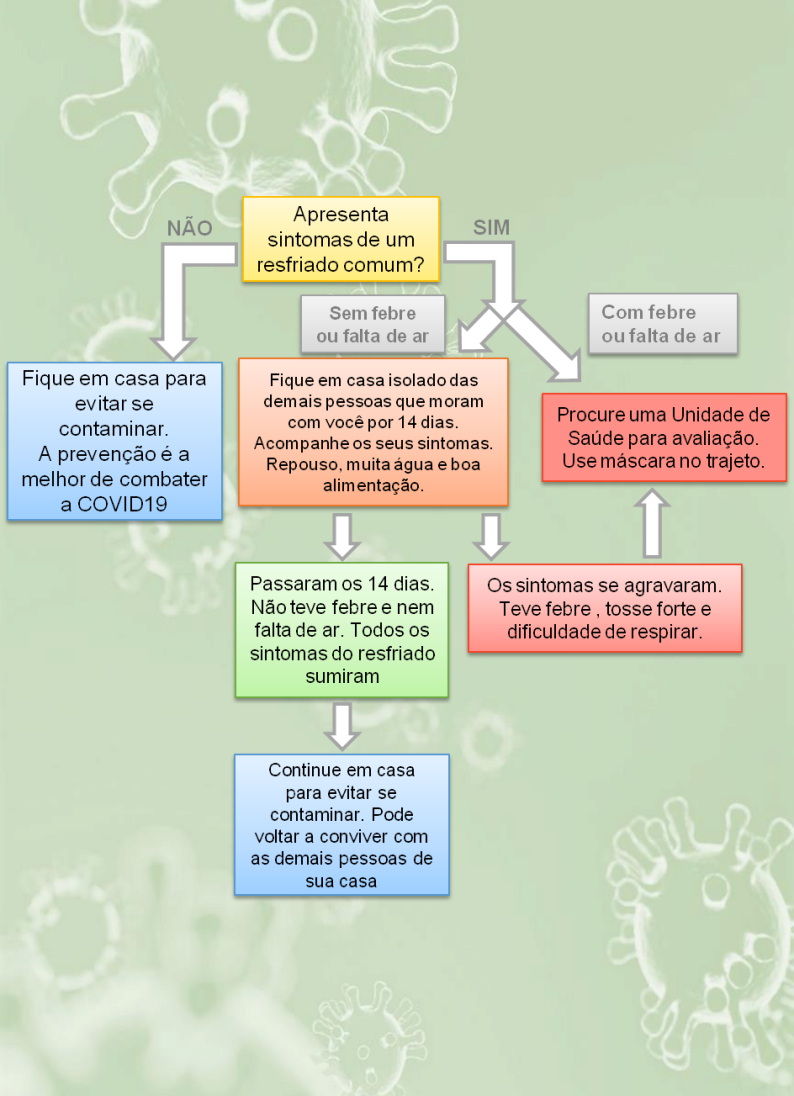 Apresenta
sintomas de um
resfriado comum?
NÃO
SIM
Sem febre
ou falta de ar
Com febre
ou falta de ar
Fique em casa para
evitar se
contaminar.
A prevenção é a
melhor de combater
a COVID19
Fique em casa isolado das
demais pessoas que moram
com você por 14 dias.
Acompanhe os seus sintomas.
Repouso, muita água e boa
alimentação.
Procure uma Unidade de
Saúde para avaliação.
Use máscara no trajeto.
Passaram os 14 dias.
Não teve febre e nem
falta de ar. Todos os
sintomas do resfriado
sumiram
Os sintomas se agravaram.
Teve febre , tosse forte e
dificuldade de respirar.
Continue em casa
para evitar se
contaminar. Pode
voltar a conviver com
as demais pessoas de
sua casa